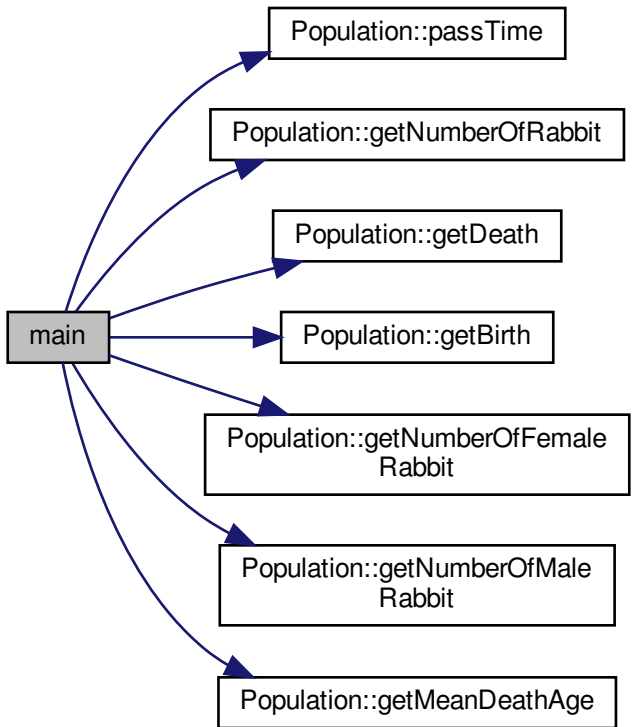 Population::passTime
Population::getNumberOfRabbit
Population::getDeath
main
Population::getBirth
Population::getNumberOfFemale
Rabbit
Population::getNumberOfMale
Rabbit
Population::getMeanDeathAge